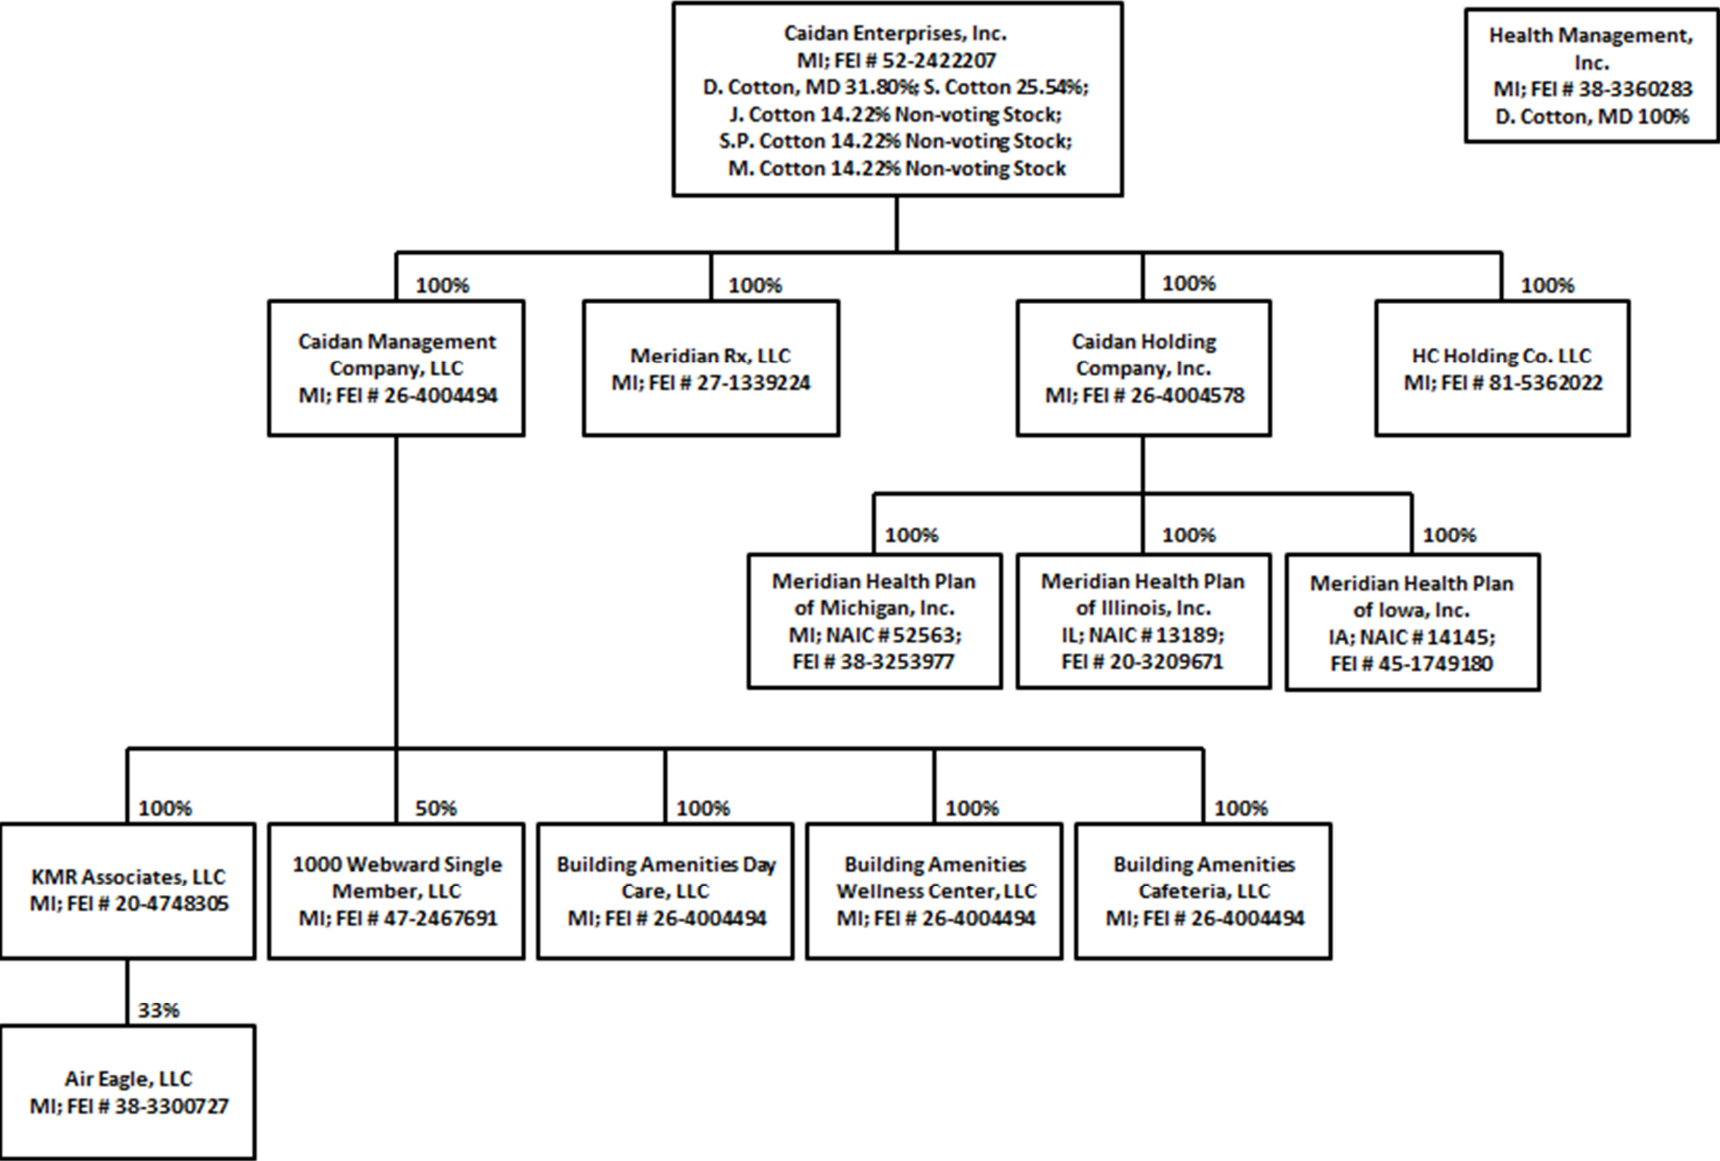 Caidan Enterprises, Inc.
MI; FEI # 52-2422207
D. Cotton, MD 31.80%; S. Cotton 25.54%;
J. Cotton 14.22% Non-voting Stock;
S.P. Cotton 14.22% Non-voting Stock;
M. Cotton 14.22% Non-voting Stock
Health Management,
Inc.
MI; FEI # 38-3360283
D. Cotton, MD 100%
100%
Caidan Management
Company, LLC
MI; FEI # 26-4004494
100%
Meridian Rx, LLC
MI; FEI # 27-1339224
100%
Caidan Holding
Company, Inc.
MI; FEI # 26-4004578
100%
HC Holding Co. LLC
MI; FEI # 81-5362022
100%
Meridian Health Plan
of Michigan, Inc.
MI; NAIC # 52563;
FEI # 38-3253977
100%
Meridian Health Plan
of Illinois, Inc.
IL; NAIC # 13189;
FEI # 20-3209671
100%
Meridian Health Plan
of Iowa, Inc.
IA; NAIC # 14145;
FEI # 45-1749180
100%
KMR Associates, LLC
MI; FEI # 20-4748305
50%
1000 Webward Single
Member, LLC
MI; FEI # 47-2467691
100%
Building Amenities Day
Care, LLC
MI; FEI # 26-4004494
100%
Building Amenities
Wellness Center, LLC
MI; FEI # 26-4004494
100%
Building Amenities
Cafeteria, LLC
MI; FEI # 26-4004494
33%
Air Eagle, LLC
MI; FEI # 38-3300727